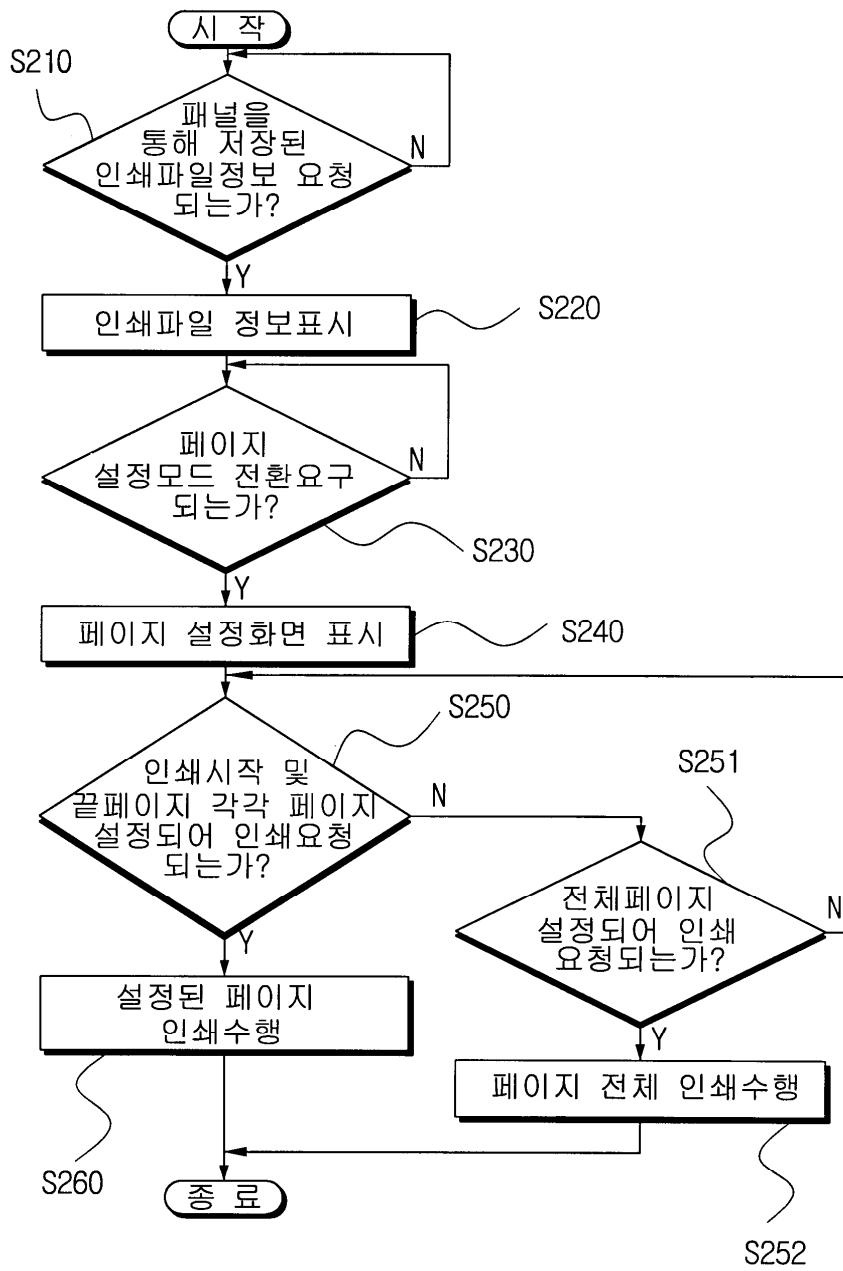 시 작
S210
패널을
통해 저장된
인쇄파일정보 요청
되는가?
N
Y
인쇄파일 정보표시
S220
페이지
설정모드 전환요구
되는가?
N
S230
Y
페이지 설정화면 표시
S240
S250
인쇄시작 및
끝페이지 각각 페이지
설정되어 인쇄요청
되는가?
N
S251
전체페이지
설정되어 인쇄
요청되는가?
N
Y
설정된 페이지
인쇄수행
Y
페이지 전체 인쇄수행
S260
종 료
S252